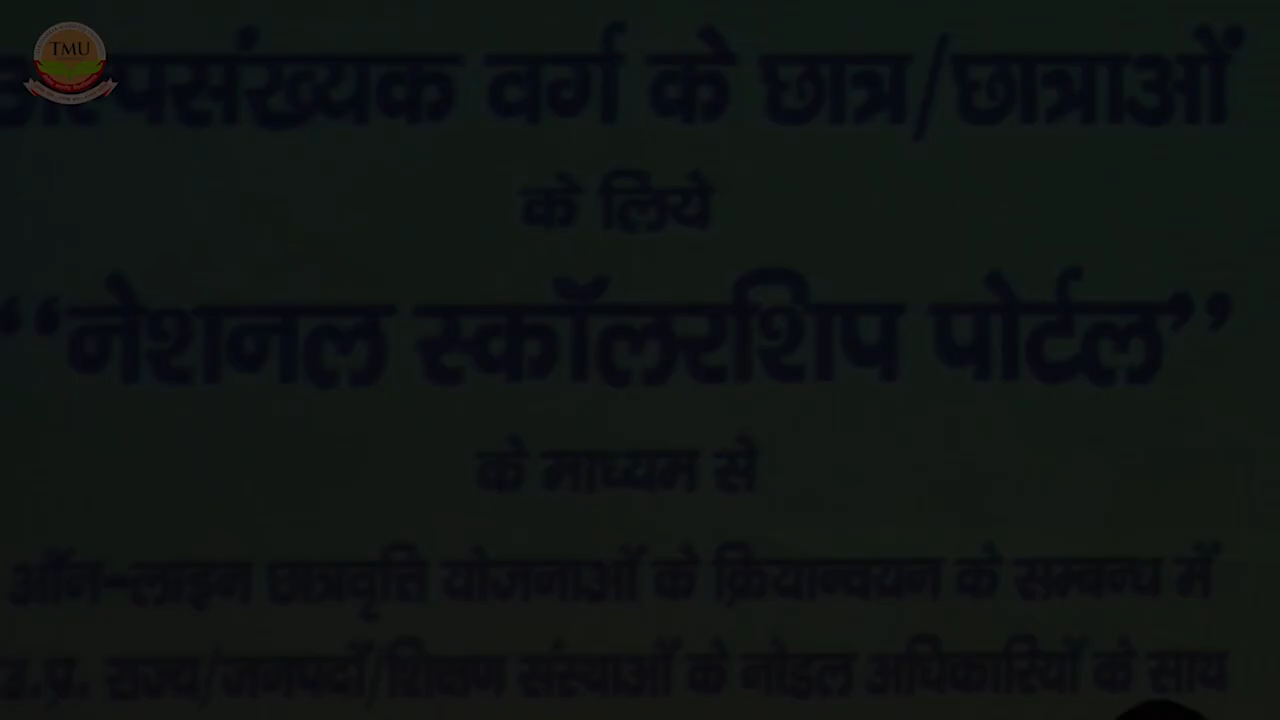 TMU
अल्पसंख्यक वर्ग के छात्र/छात्राओं
के लिये
“नेशनल स्कॉलरशिप पोर्टल”
के माध्यम से
ऑन-लाइन छात्रवृत्ति योजनाओं के क्रियान्वयन के सम्बन्ध में
उ.प्र. राज्य/जनपदों/शिक्षण संस्थाओं के नोडल अधिकारियों के साथ